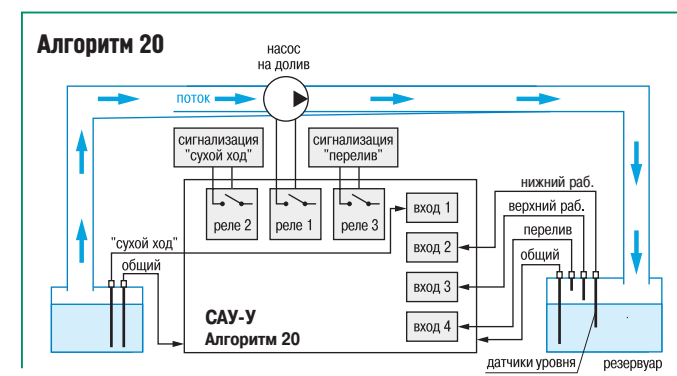 Алгоритм 20
насос
на долив
поток
сигнализация
"сухой ход"
сигнализация
"перелив"
реле 2
реле 1
реле 3
вход 1
вход 2
вход 3
вход 4
нижний раб.
верхний раб.
перелив
общий
"сухой ход"
общий
САУ-У
Алгоритм 20
датчики уровня
резервуар